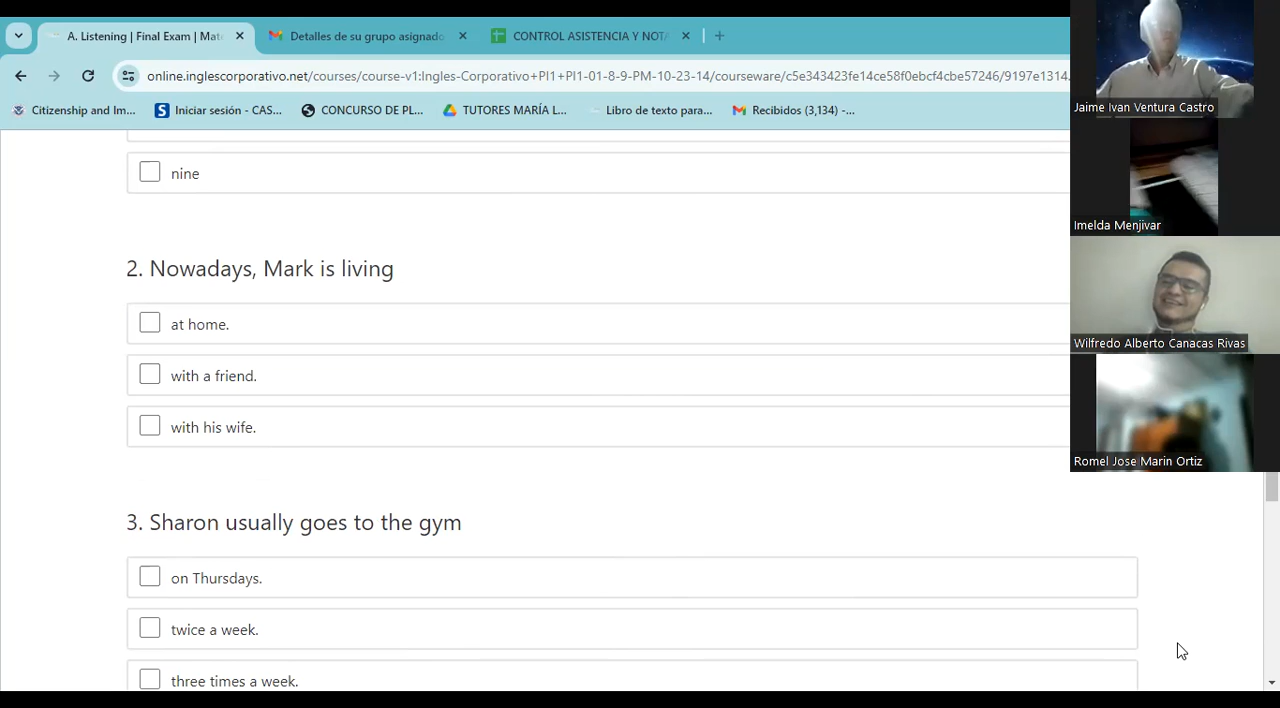 A. Listening | Final Exam | Mate
Detalles de su grupo asignado
CONTROL ASISTENCIA Y NOTA
online.inglescorporativo.net/courses/course-v1:Ingles-Corporativo+PI1+PI1-01-8-9-PM-10-23-14/courseware/c5e343423fe14ce58f0ebcf4cbe57246/9197e1314.
Citizenship and Im...
S Iniciar sesión - CAS...
CONCURSO DE PL...
TUTORES MARÍA L...
Libro de texto para...
Recibidos (3,134) -...
nine
2. Nowadays, Mark is living
at home.
with a friend.
with his wife.
3. Sharon usually goes to the gym
on Thursdays.
twice a week.
three times a week.
Jaime Ivan Ventura Castro
Imelda Menjivar
Wilfredo Alberto Canacas Rivas
Romel Jose Marin Ortiz